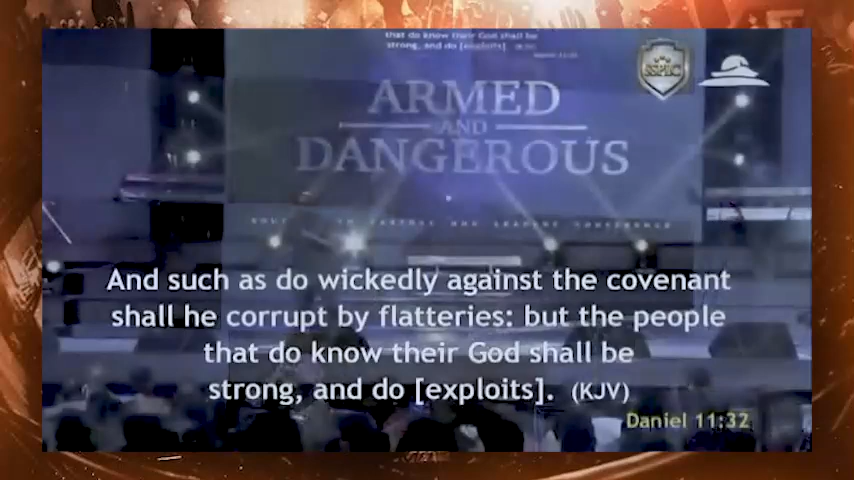 that do know their God shall be
strong, and do [exploits].
SSPLC
ARMED
AND
DANGEROUS
And such as do wickedly against the covenant
shall he corrupt by flatteries: but the people
that do know their God shall be
strong, and do [exploits]. (KJV)
Daniel 11:32